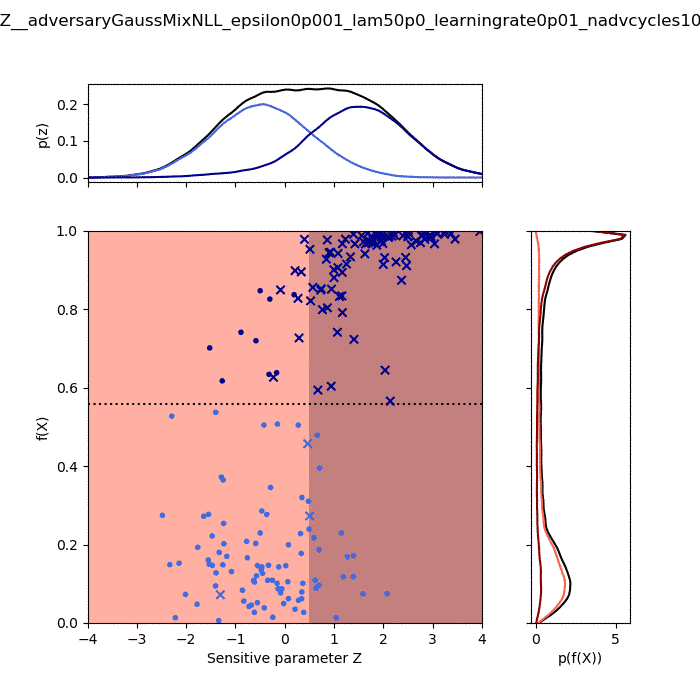 Z__adversaryGaussMixNLL_epsilon0p001_lam50p0_learningrate0p01_nadvcycles10
0.2
0.1
0.0
p(z)
1.0
0.8
0.6
0.4
0.2
0.0
f(X)
−4 −3 −2 −1 0 1 2 3 4
Sensitive parameter Z
0 5
p(f(X))